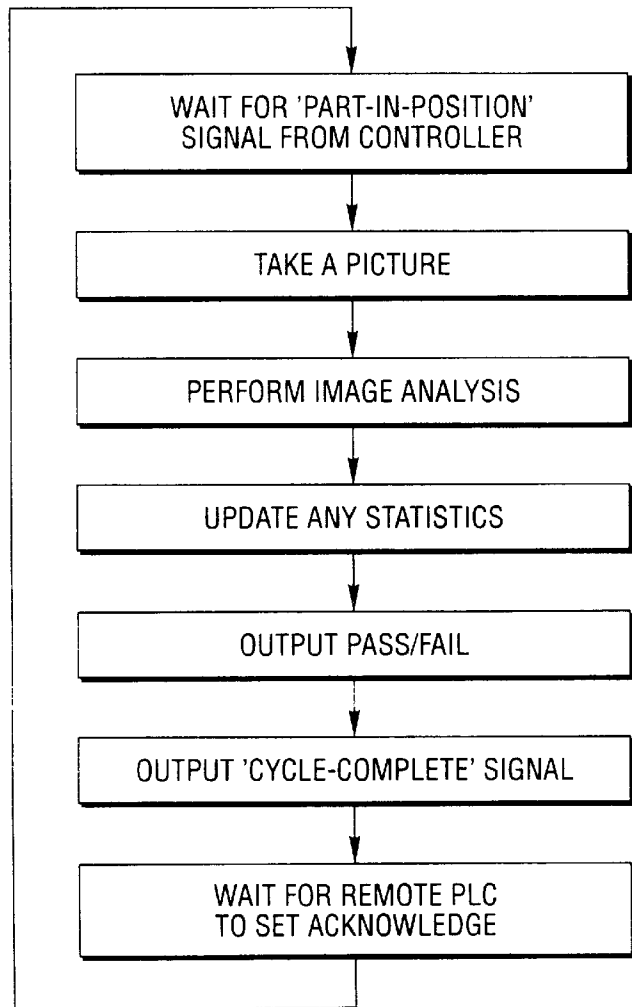 WAIT FOR 'PART-IN-POSITION'
SIGNAL FROM CONTROLLER
TAKE A PICTURE
PERFORM IMAGE ANALYSIS
UPDATE ANY STATISTICS
OUTPUT PASS/FAIL
OUTPUT 'CYCLE-COMPLETE' SIGNAL
WAIT FOR REMOTE PLC
TO SET ACKNOWLEDGE